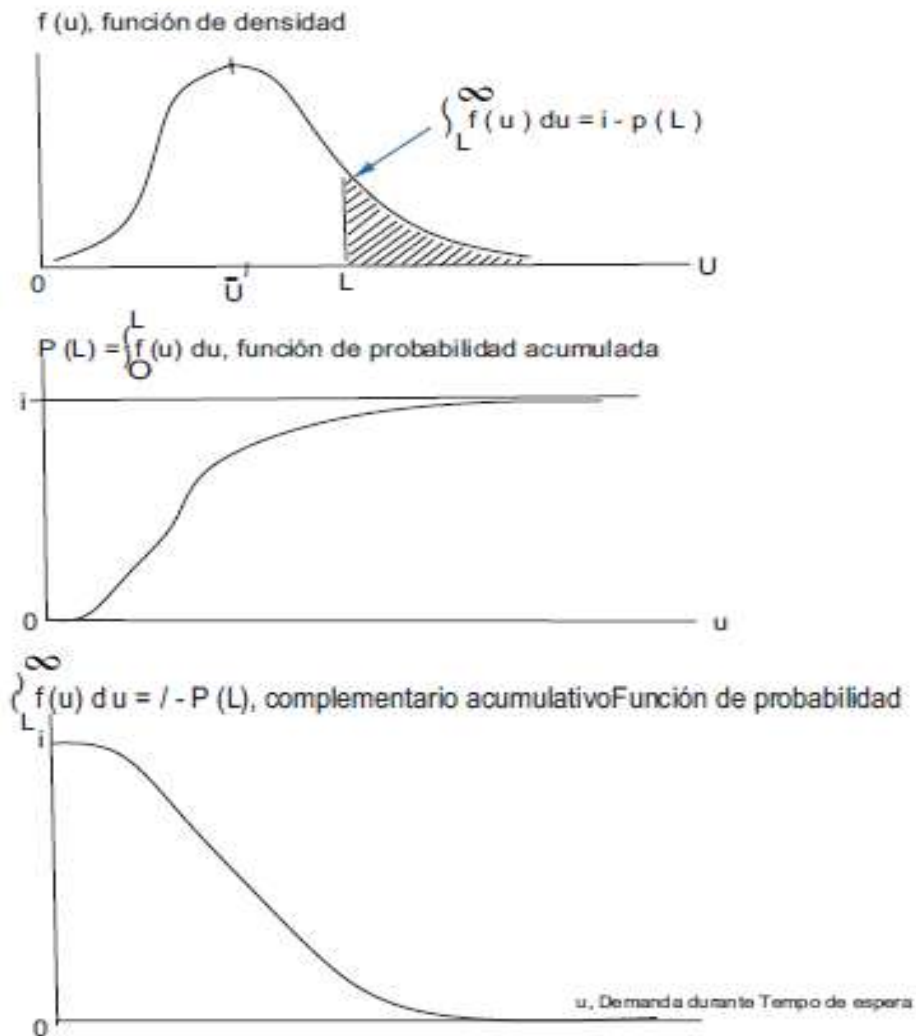 f (u), función de densidad
∫ ∞ L f ( u ) du = i - p ( L )
0
Ū
L
U
P (L) = ∫ L O f (u) du, función de probabilidad acumulada
i
0
u
∫ ∞ L f (u) d u = / - P (L), complementario acumulativoFunción de probabilidad
i
u, Demanda durante Tempo de espera
0